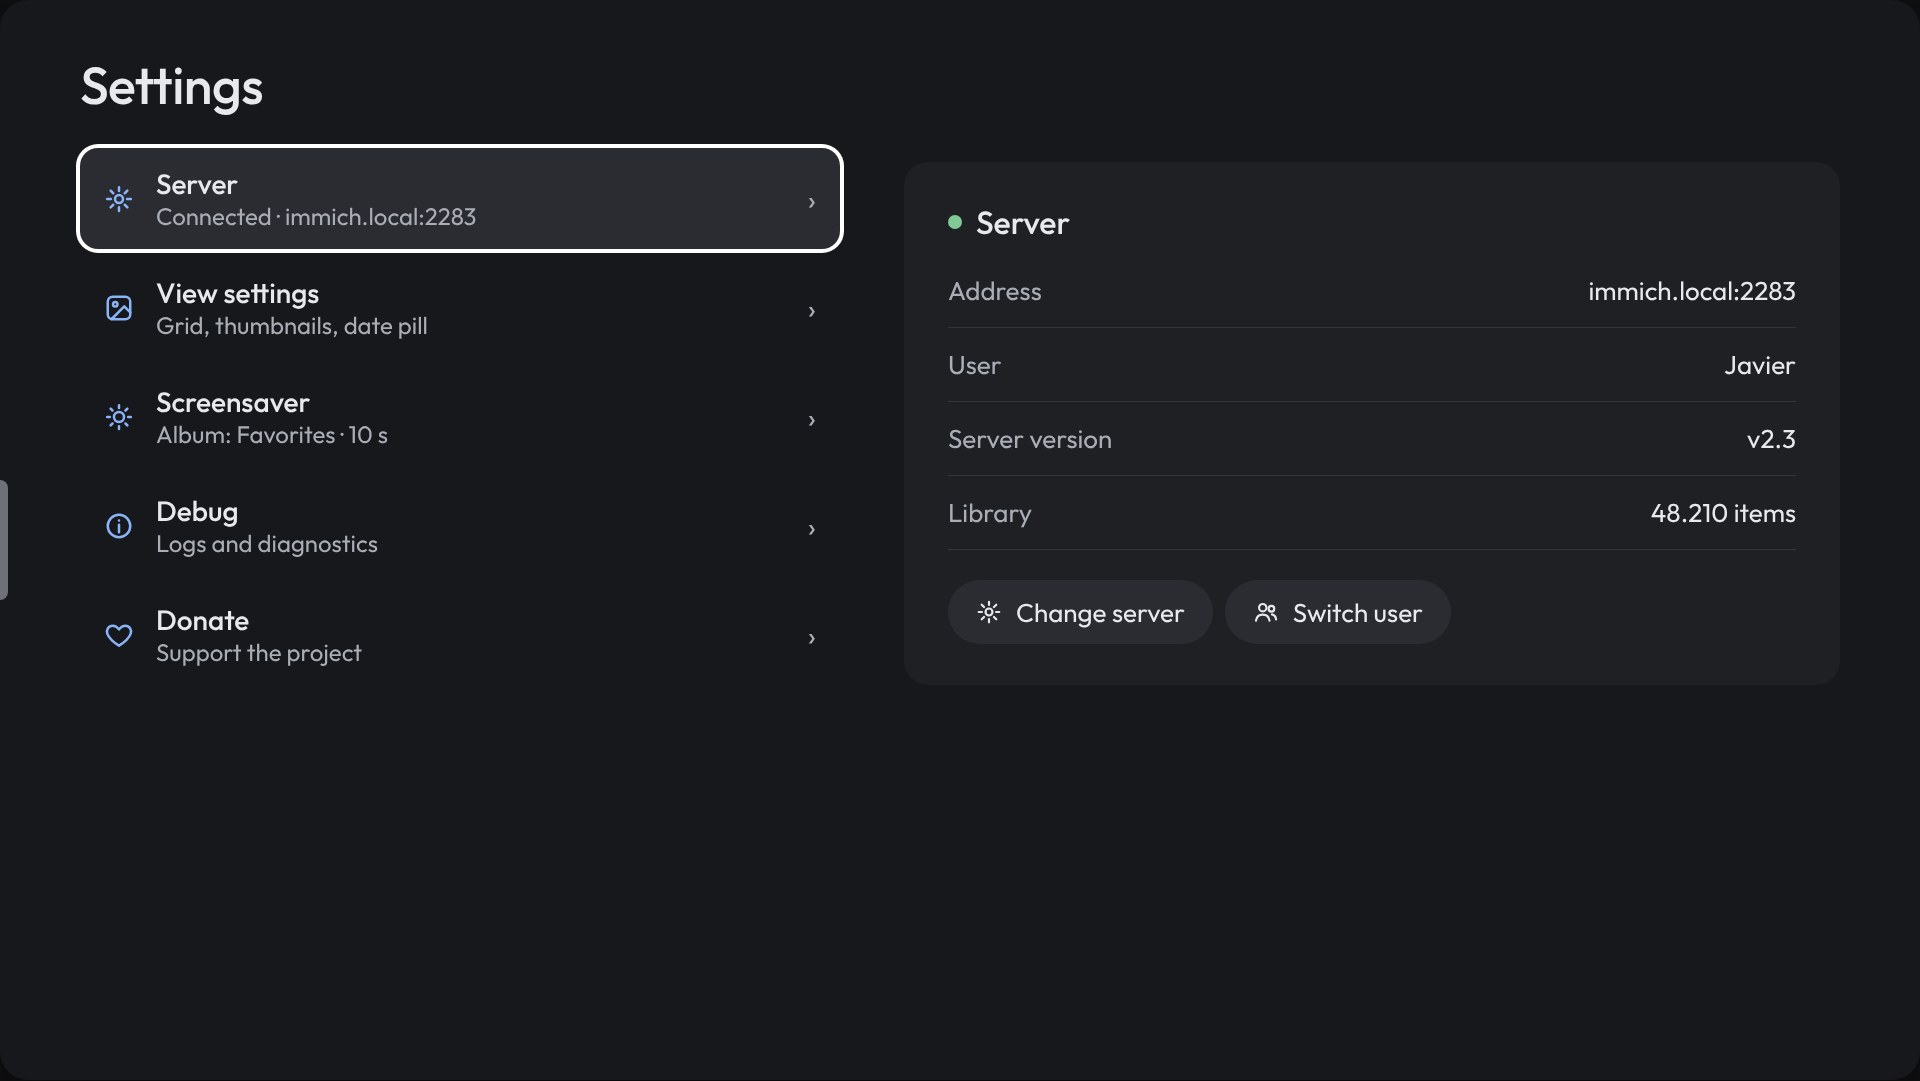 Settings
Server
Connected · immich.local:2283
›
View settings
Grid, thumbnails, date pill
›
Screensaver
Album: Favorites · 10 s
›
Debug
Logs and diagnostics
›
Donate
Support the project
›
Server
Address immich.local:2283
User Javier
Server version v2.3
Library 48.210 items
Change server Switch user